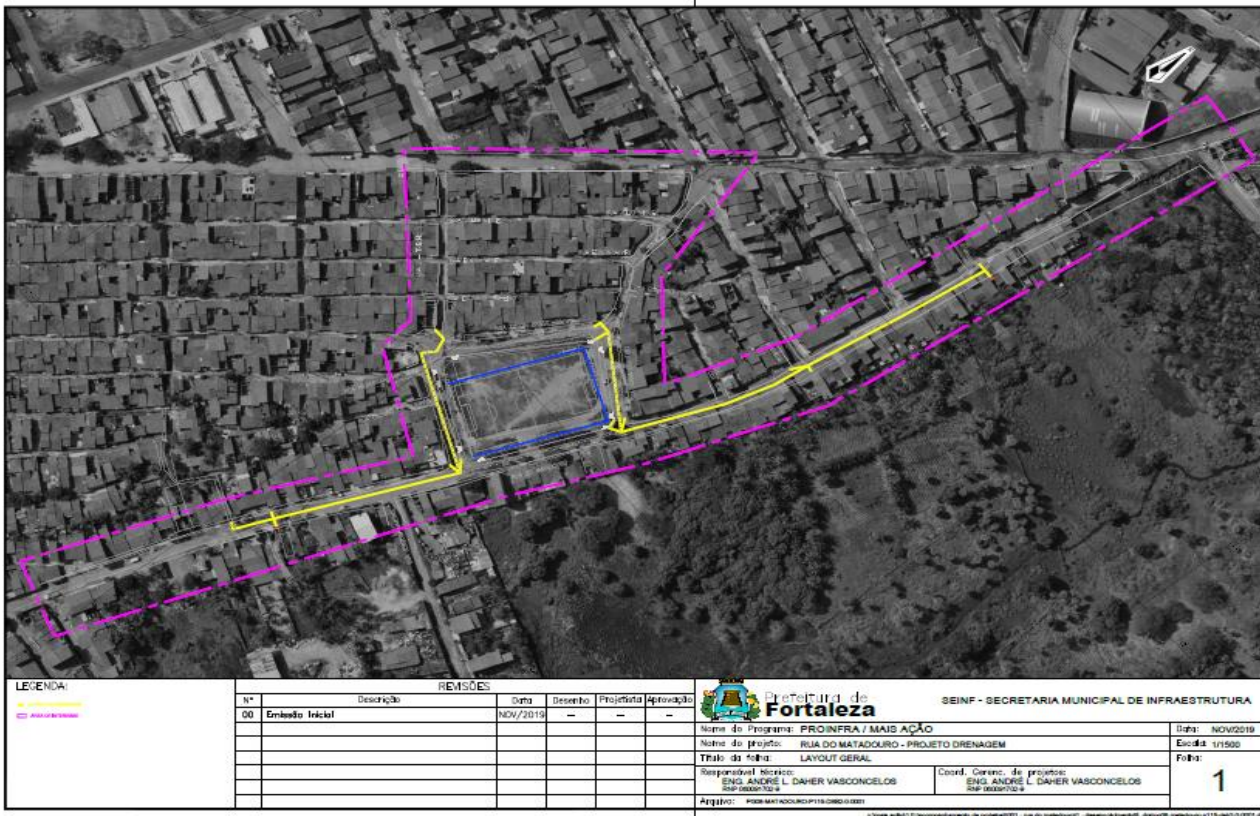 LEGENDA:
REVISÕES
Nº Descrição Data Desenho Projetista Aprovação
00 Emissão Inicial NOV/2019 — — —
Prefeitura de
Fortaleza
SEINF - SECRETARIA MUNICIPAL DE INFRAESTRUTURA
Nome do Programa: PROINFRA / MAIS AÇÃO
Data: NOV/2019
Nome do projeto: RUA DO MATADOURO - PROJETO DRENAGEM
Escala: 1/1500
Título da folha: LAYOUT GERAL
Folha:
1
Responsável técnico:
ENG. ANDRÉ L. DAHER VASCONCELOS
Coord. Gerenc. de projetos:
ENG. ANDRÉ L. DAHER VASCONCELOS
Arquivo: